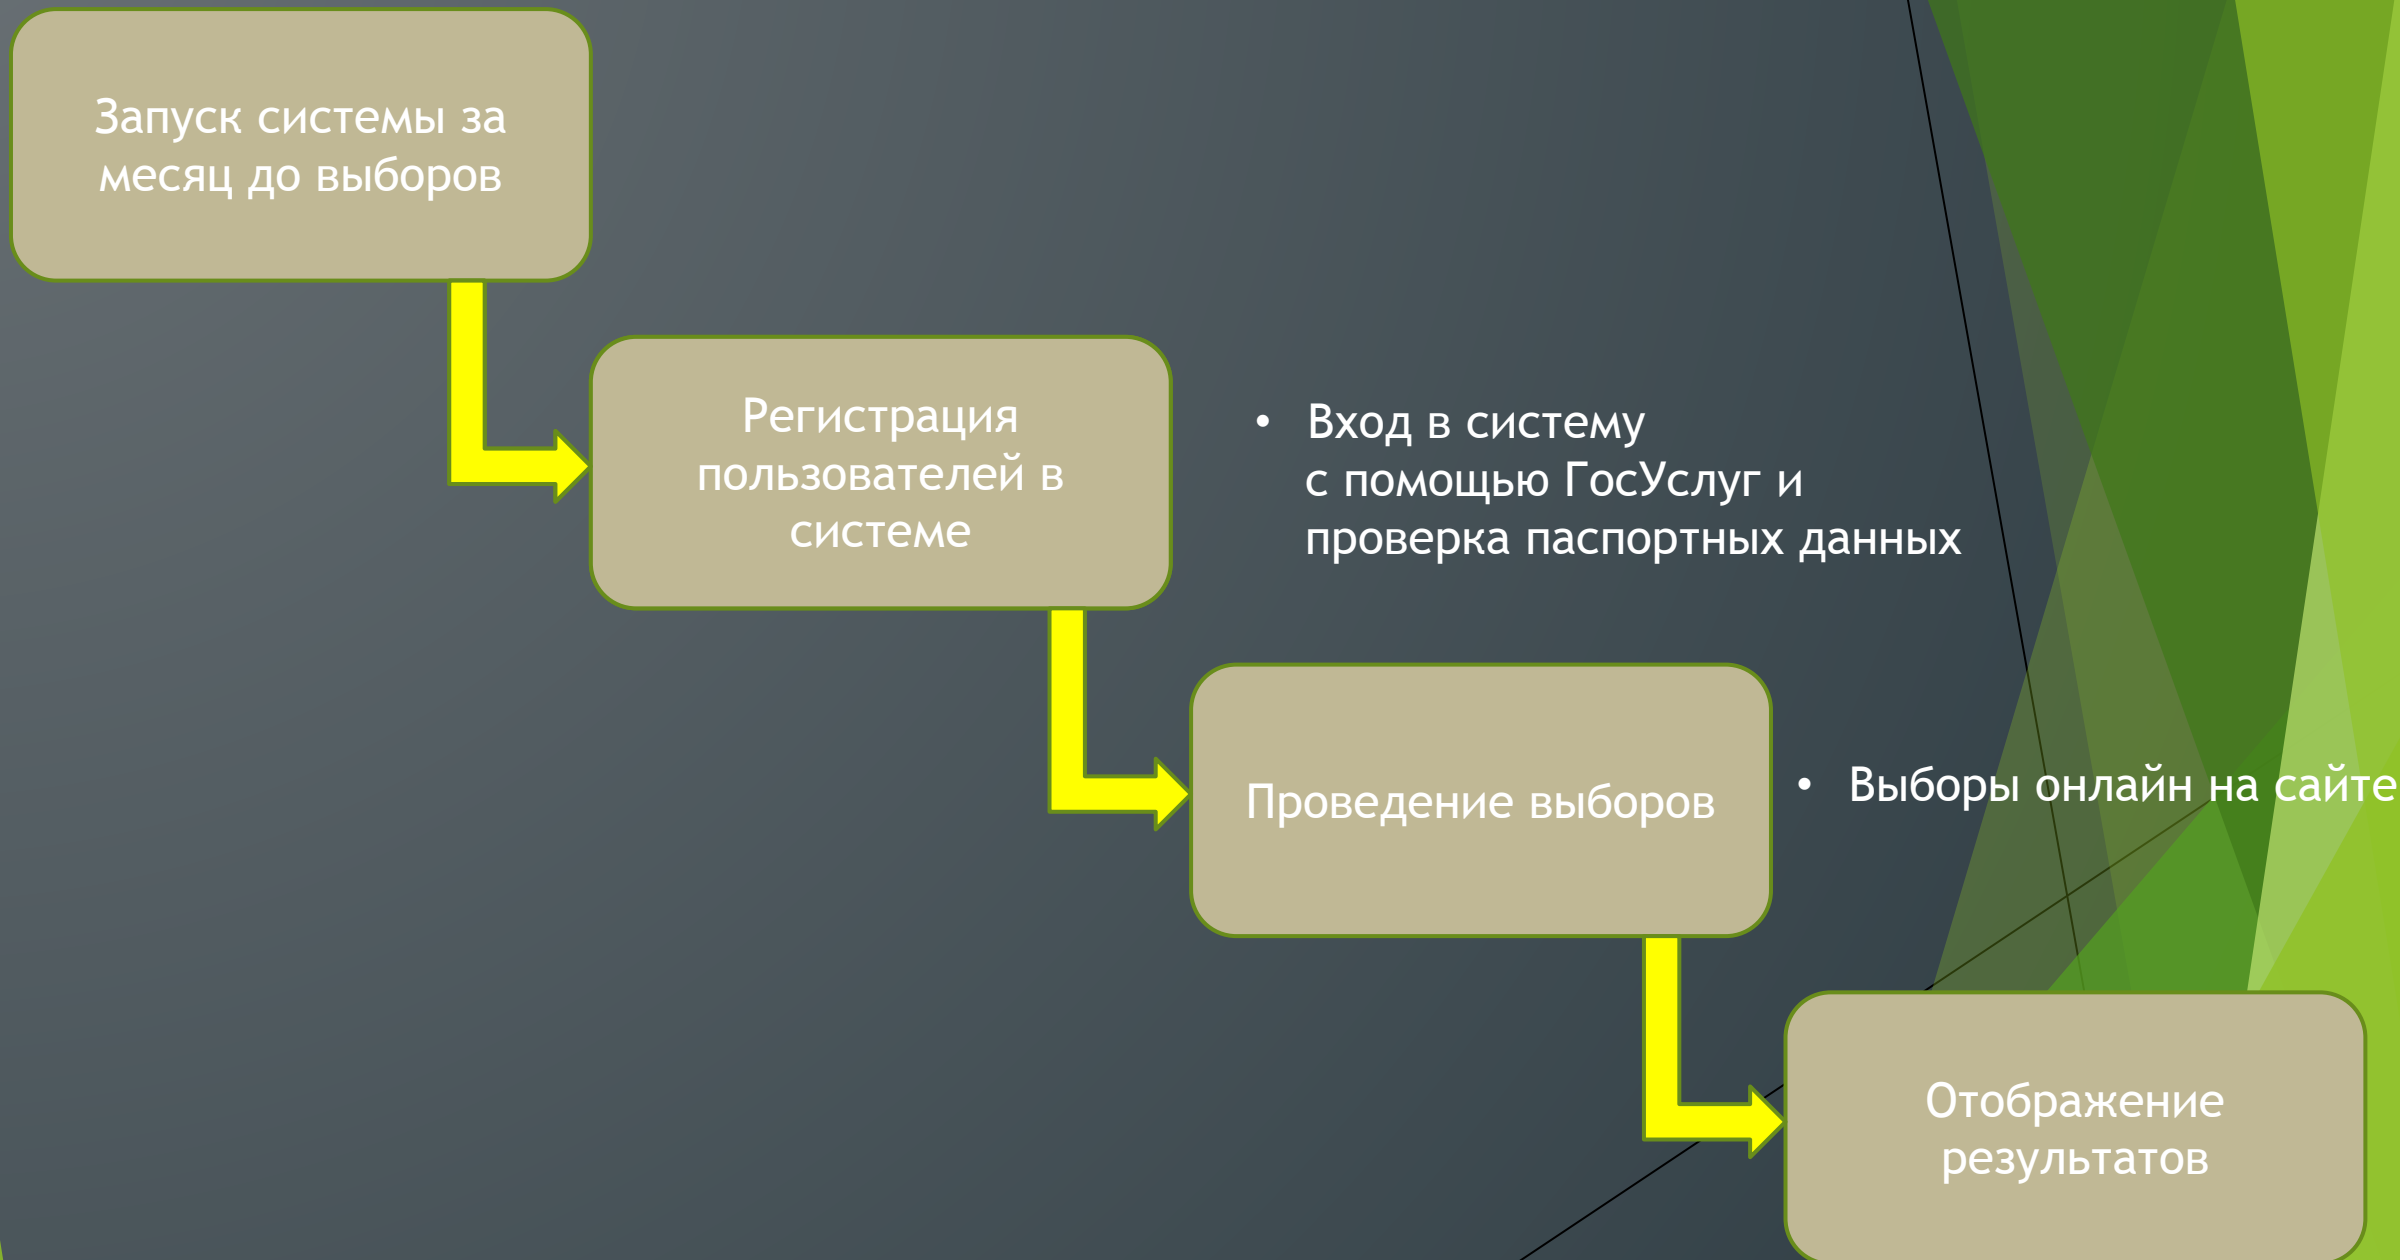 Запуск системы за
месяц до выборов
Регистрация
пользователей в
системе
• Вход в систему
с помощью ГосУслуг и
проверка паспортных данных
Проведение выборов
• Выборы онлайн на сайте
Отображение
результатов